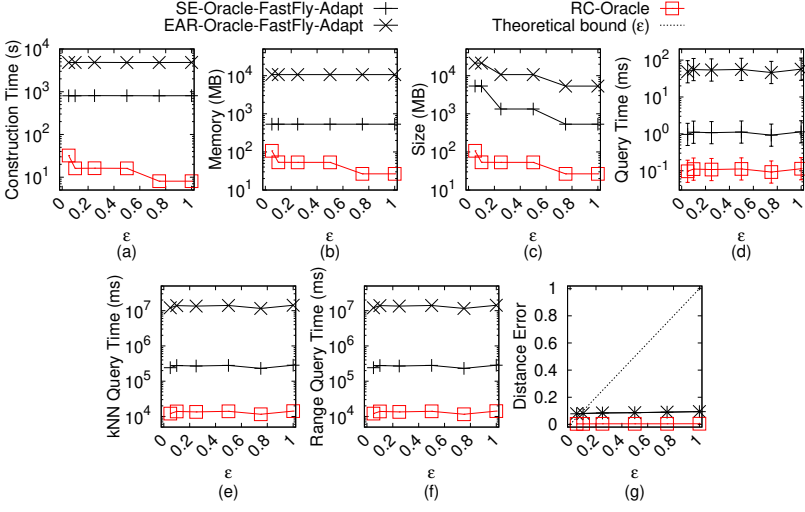 SE-Oracle-FastFly-Adapt
EAR-Oracle-FastFly-Adapt
RC-Oracle
Theoretical bound (ε)
Construction Time (s)
10^4
10^3
10^2
10^1
0
0.2
0.4
0.6
0.8
1
ε
(a)
Memory (MB)
10^4
10^3
10^2
10^1
0
0.2
0.4
0.6
0.8
1
ε
(b)
Size (MB)
10^4
10^3
10^2
10^1
0
0.2
0.4
0.6
0.8
1
ε
(c)
Query Time (ms)
10^2
10^1
10^0
10^-1
0
0.2
0.4
0.6
0.8
1
ε
(d)
kNN Query Time (ms)
10^7
10^6
10^5
10^4
0
0.2
0.4
0.6
0.8
1
ε
(e)
Range Query Time (ms)
10^7
10^6
10^5
10^4
0
0.2
0.4
0.6
0.8
1
ε
(f)
Distance Error
1
0.8
0.6
0.4
0.2
0
0
0.2
0.4
0.6
0.8
1
ε
(g)